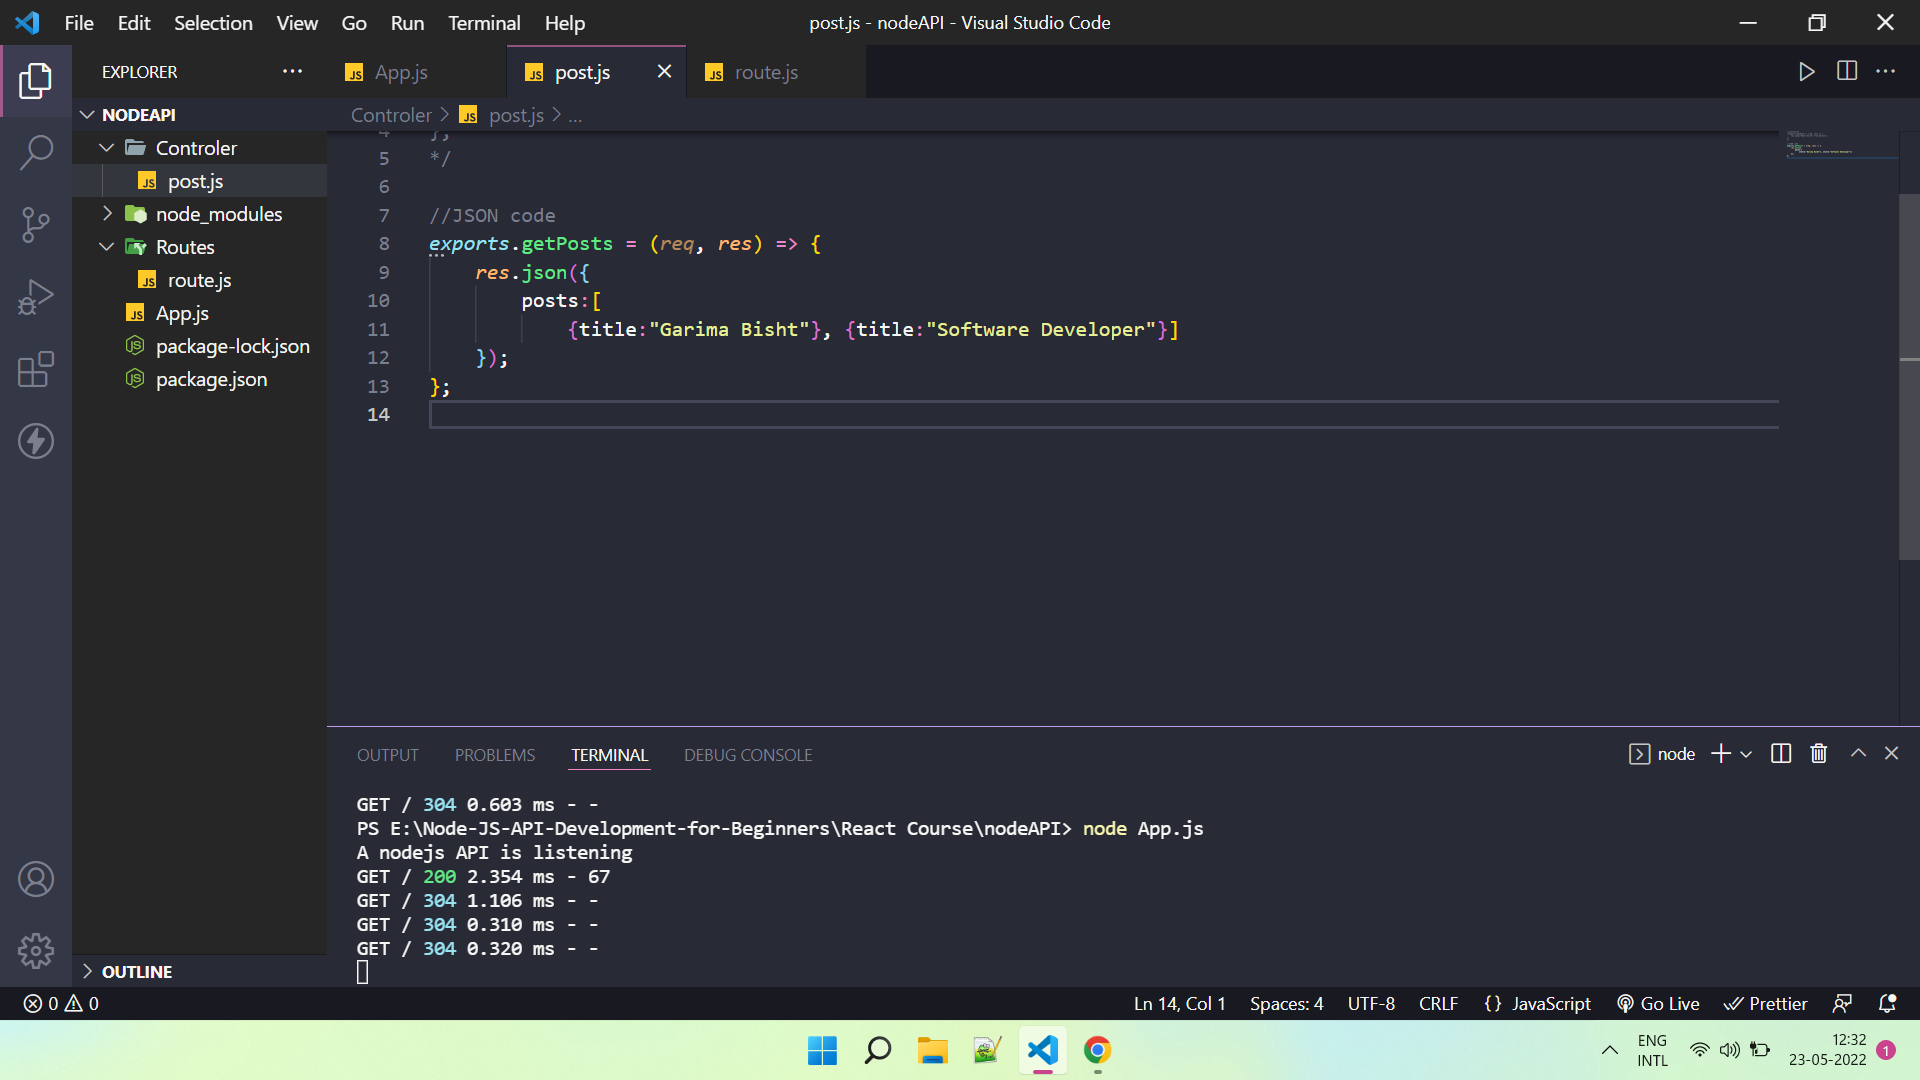 File Edit Selection View Go Run Terminal Help
post.js - nodeAPI - Visual Studio Code
EXPLORER
JS App.js
JS post.js
JS route.js
NODEAPI
Controler
JS post.js
node_modules
Routes
JS route.js
JS App.js
package-lock.json
package.json
OUTLINE
Controler > JS post.js > ...
4 };
5 */
6
7 //JSON code
8 exports.getPosts = (req, res) => {
9 res.json({
10 posts:[
11 {title:"Garima Bisht"}, {title:"Software Developer"}]
12 });
13 };
14
OUTPUT PROBLEMS TERMINAL DEBUG CONSOLE
node
GET / 304 0.603 ms - -
PS E:\Node-JS-API-Development-for-Beginners\React Course\nodeAPI> node App.js
A nodejs API is listening
GET / 200 2.354 ms - 67
GET / 304 1.106 ms - -
GET / 304 0.310 ms - -
GET / 304 0.320 ms - -
0 0
Ln 14, Col 1 Spaces: 4 UTF-8 CRLF {} JavaScript Go Live Prettier
ENG
INTL
12:32
23-05-2022
1